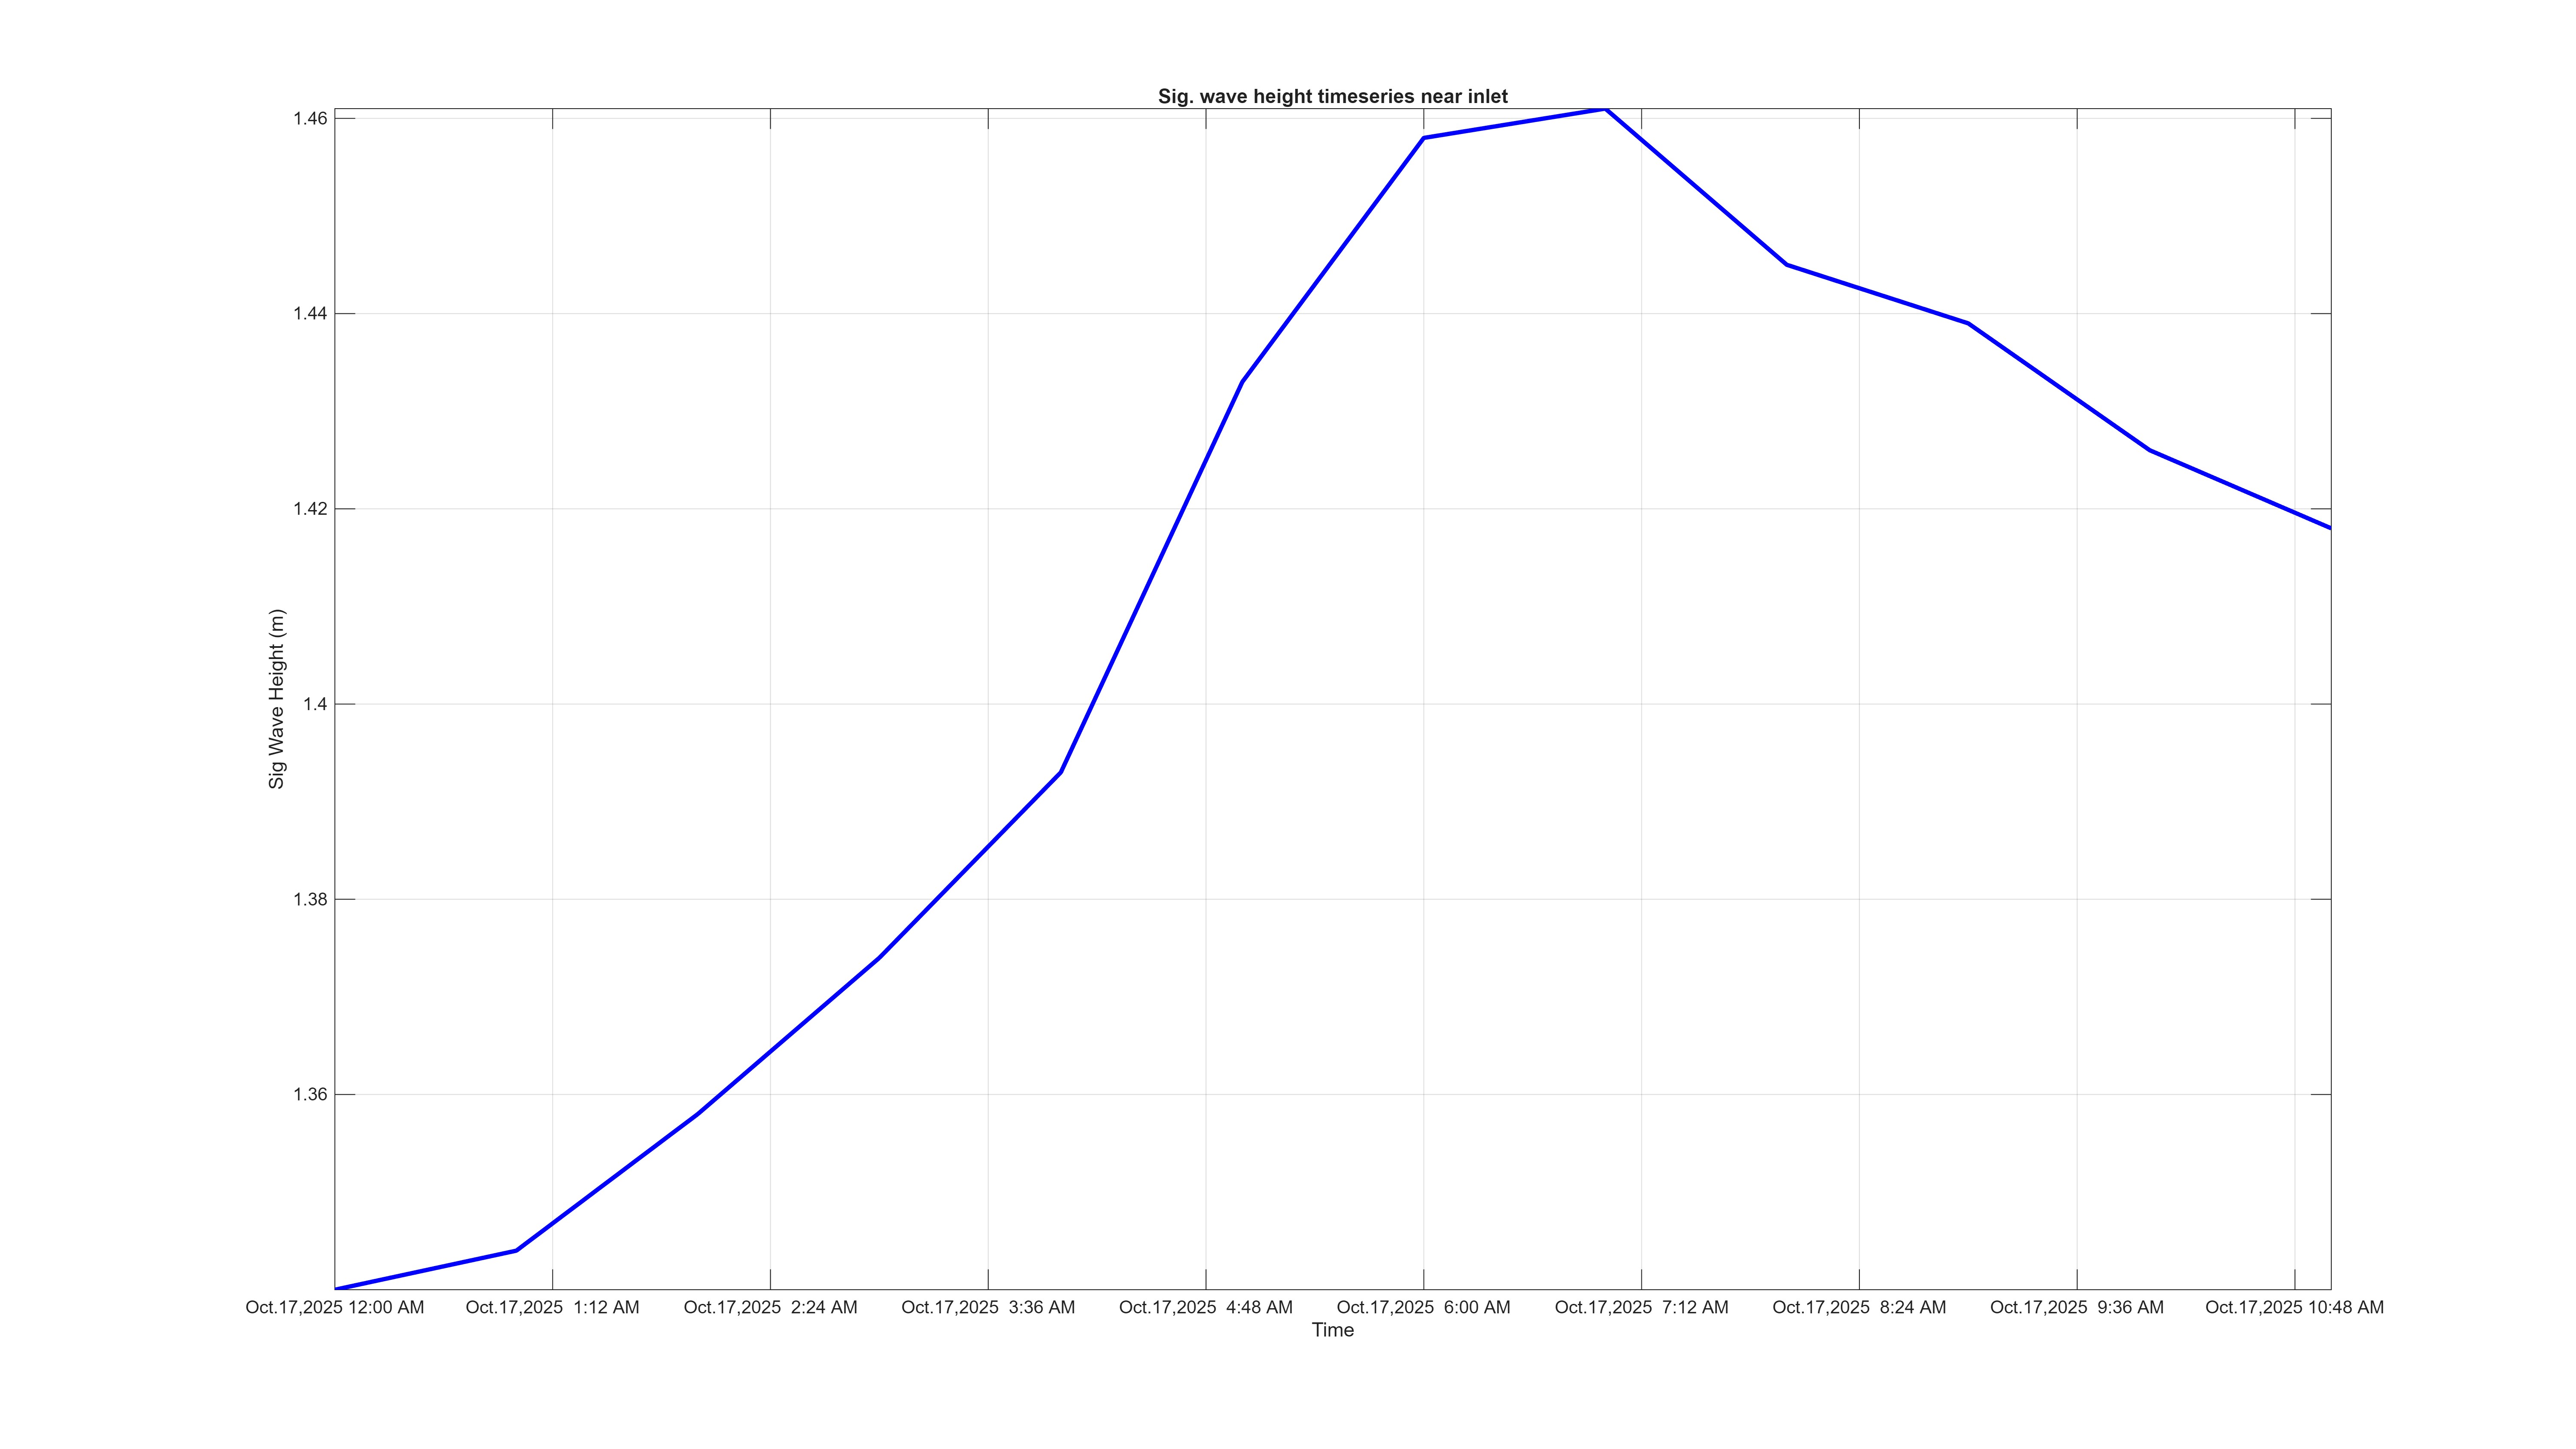 Sig. wave height timeseries near inlet
1.46
1.44
1.42
1.4
1.38
1.36
Sig Wave Height (m)
Oct.17,2025 12:00 AM
Oct.17,2025  1:12 AM
Oct.17,2025  2:24 AM
Oct.17,2025  3:36 AM
Oct.17,2025  4:48 AM
Oct.17,2025  6:00 AM
Oct.17,2025  7:12 AM
Oct.17,2025  8:24 AM
Oct.17,2025  9:36 AM
Oct.17,2025 10:48 AM
Time